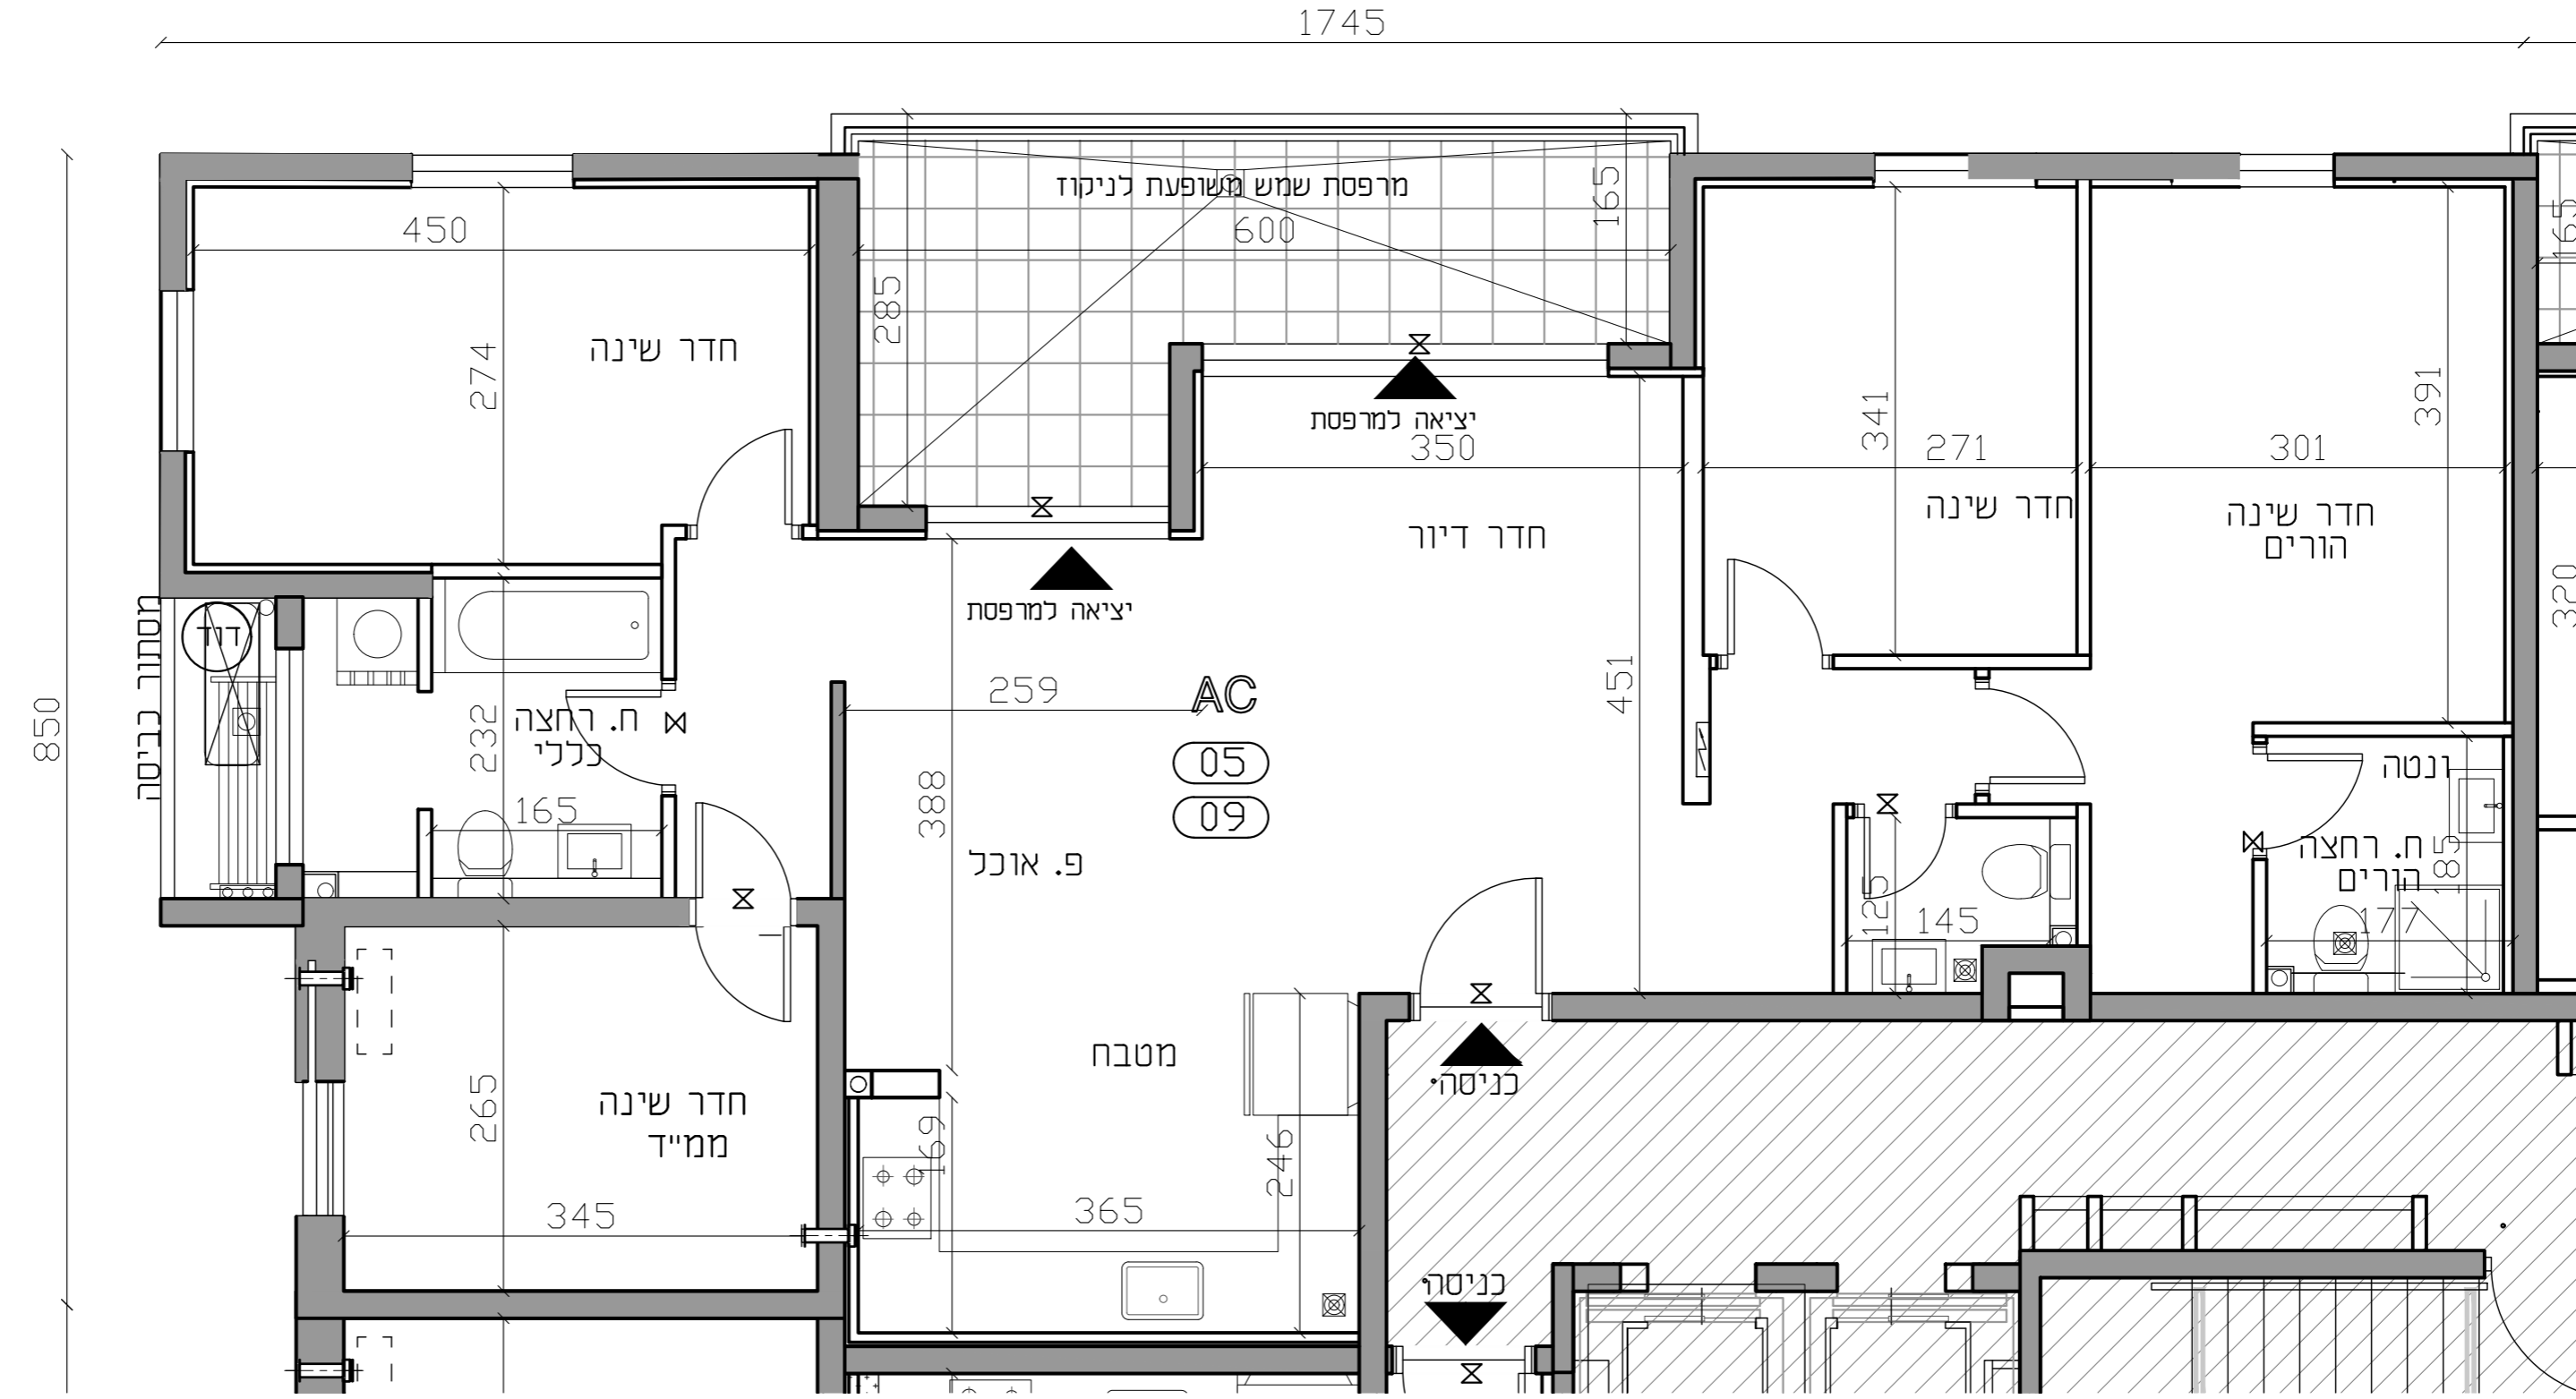 1745
מרפסת שמש משופעת לניקוז
165
600
450
285
165
חדר שינה
274
יציאה למרפסת
350
341
271
391
301
חדר שינה
חדר שינה
הורים
חדר דיור
יציאה למרפסת
320
דוד
מסתור כביסה
850
259
AC
05
09
451
ח. רחצה
כללי
232
165
388
פ. אוכל
ונטה
ח. רחצה
הורים
185
177
125
145
מטבח
כניסה
חדר שינה
ממ"ד
265
345
169
365
246
כניסה